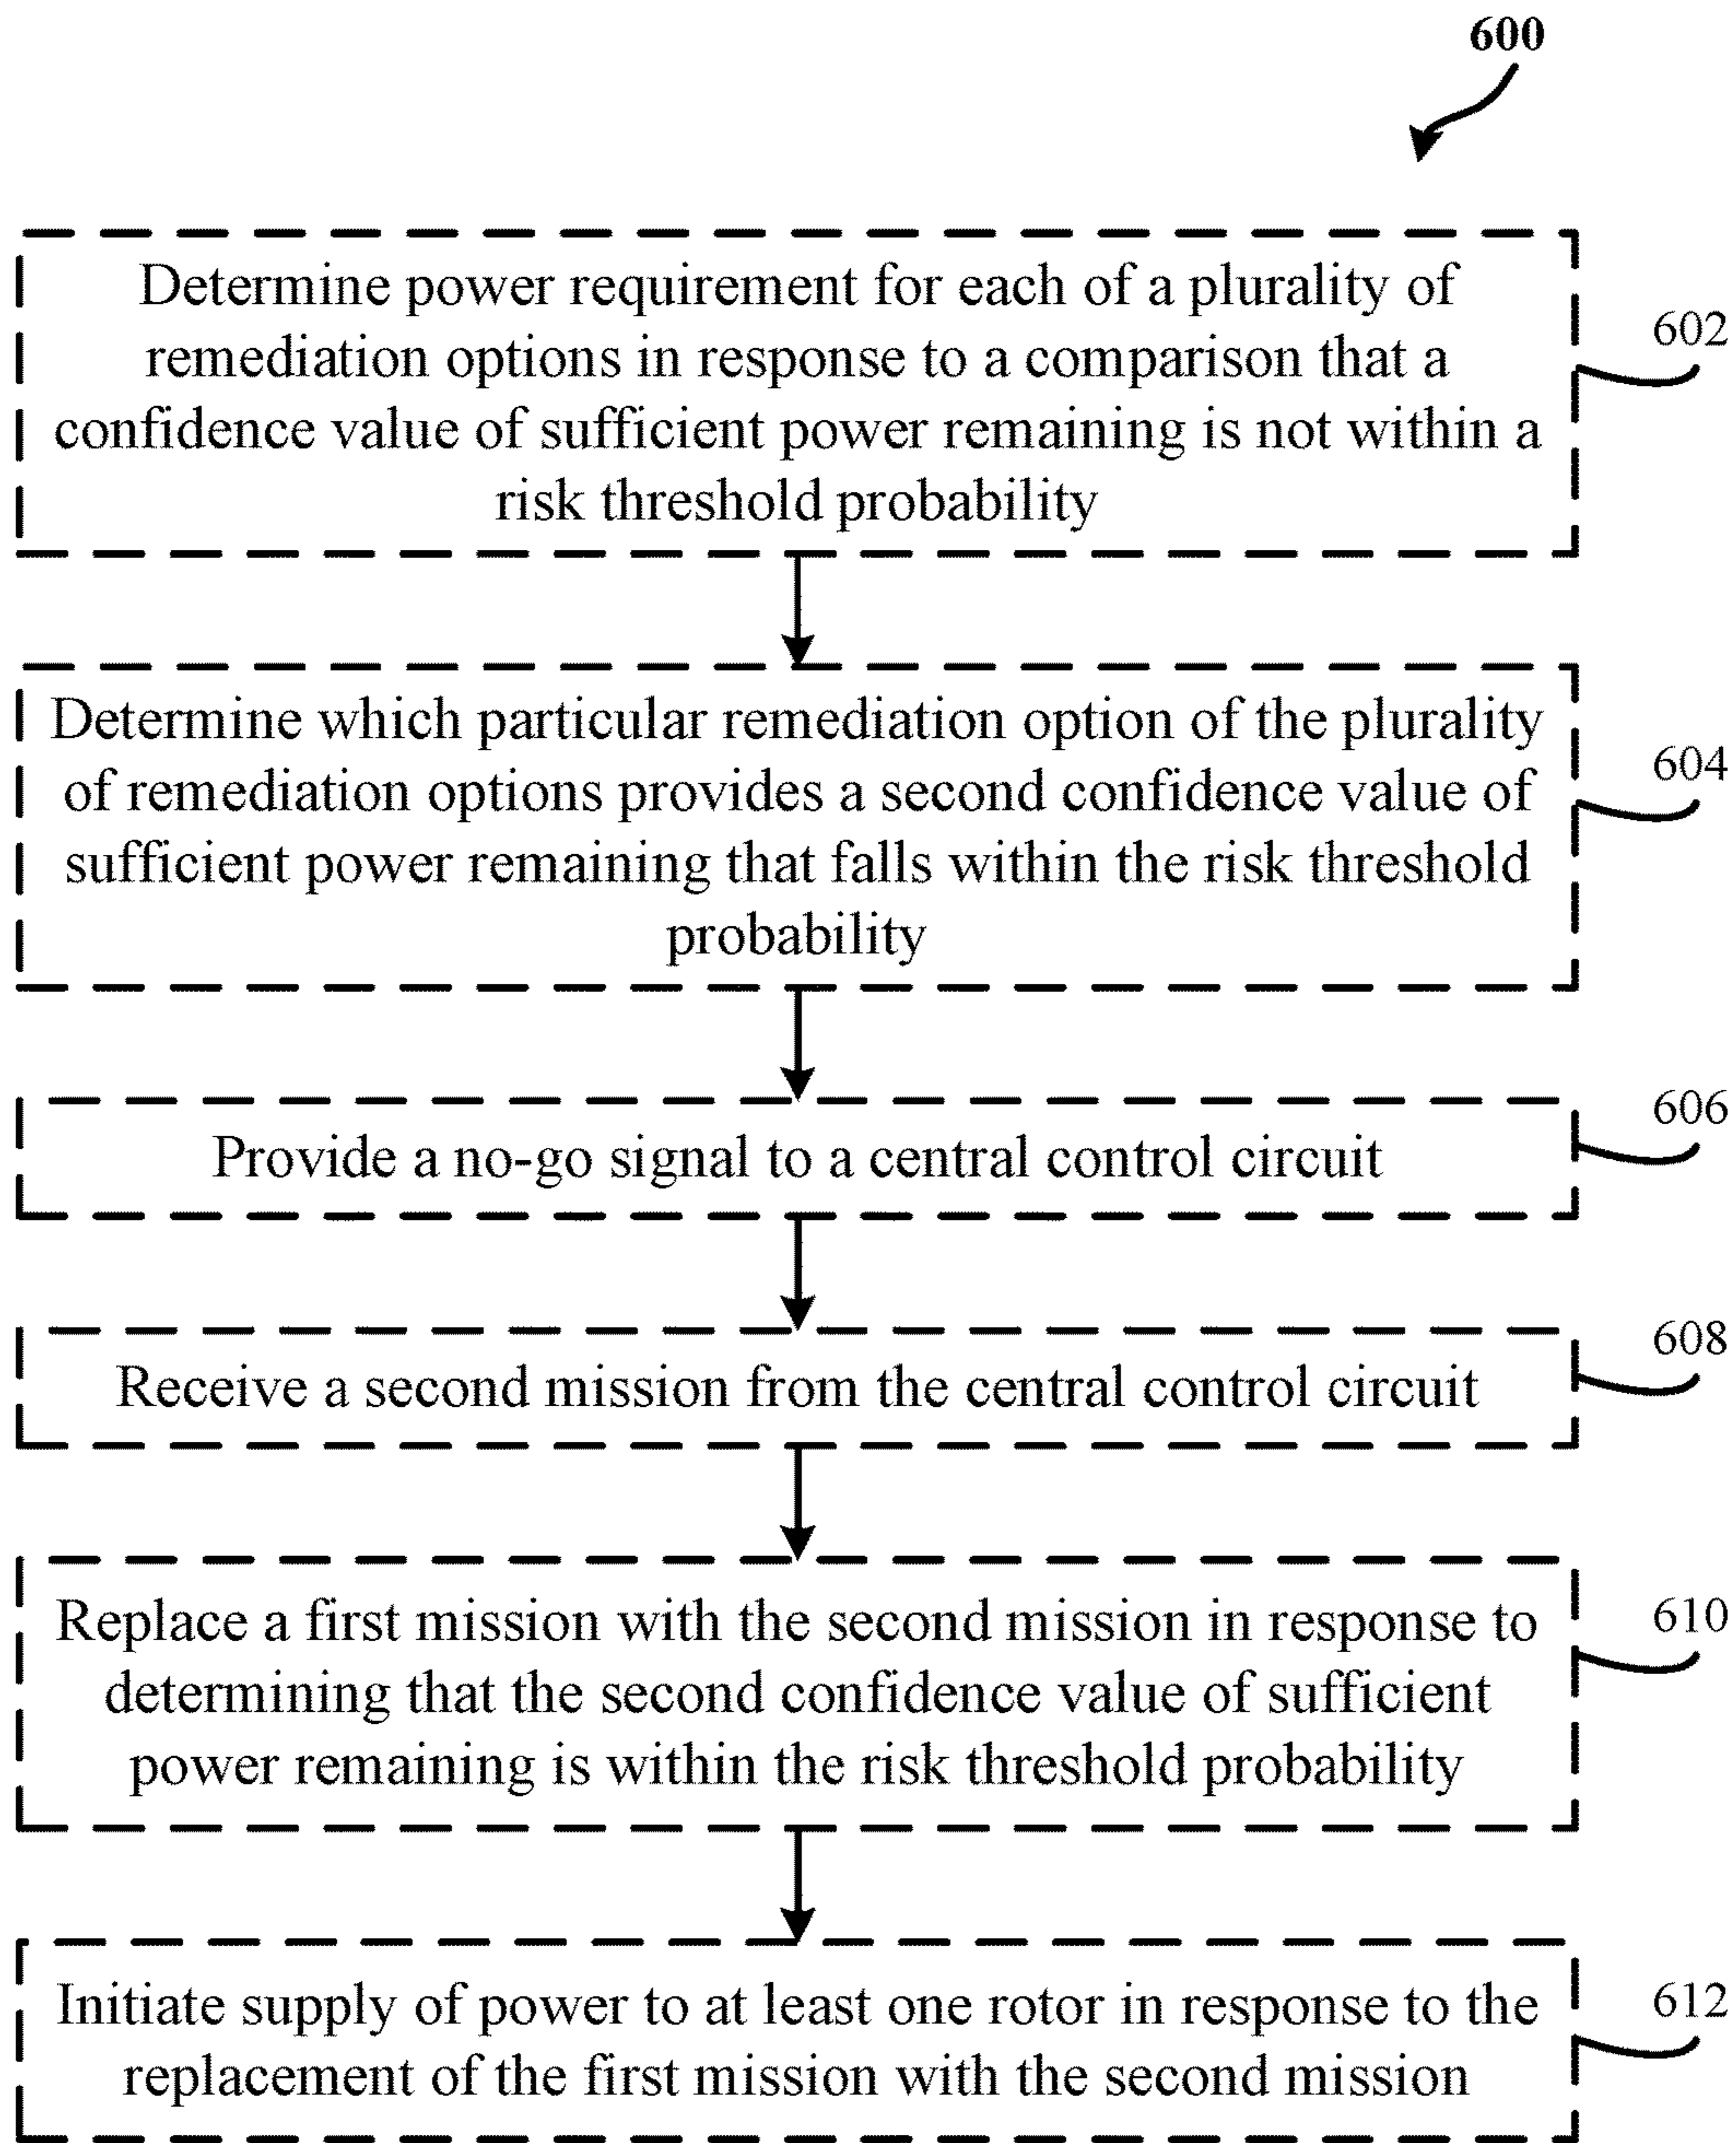 600
Determine power requirement for each of a plurality of
remediation options in response to a comparison that a
confidence value of sufficient power remaining is not within a
risk threshold probability
602
Determine which particular remediation option of the plurality
of remediation options provides a second confidence value of
sufficient power remaining that falls within the risk threshold
probability
604
Provide a no-go signal to a central control circuit
606
Receive a second mission from the central control circuit
608
Replace a first mission with the second mission in response to
determining that the second confidence value of sufficient
power remaining is within the risk threshold probability
610
Initiate supply of power to at least one rotor in response to the
replacement of the first mission with the second mission
612